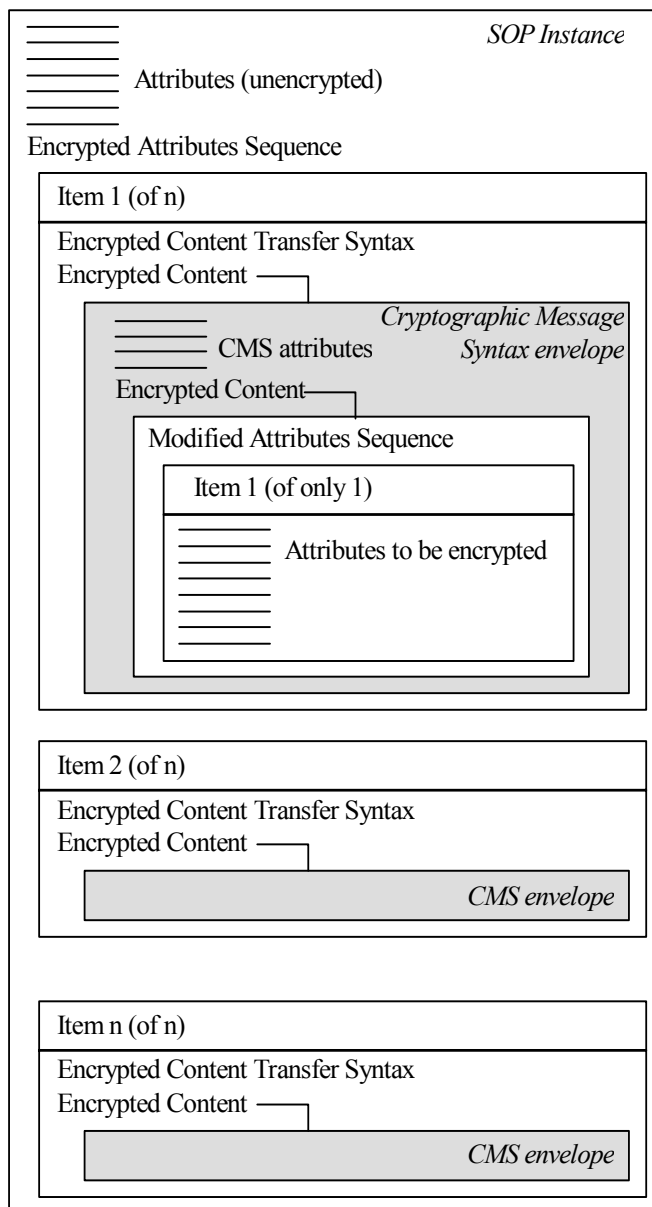 SOP Instance
Attributes (unencrypted)
Encrypted Attributes Sequence
Item 1 (of n)
Encrypted Content Transfer Syntax
Encrypted Content
Cryptographic Message
Syntax envelope
CMS attributes
Encrypted Content
Modified Attributes Sequence
Item 1 (of only 1)
Attributes to be encrypted
Item 2 (of n)
Encrypted Content Transfer Syntax
Encrypted Content
CMS envelope
Item n (of n)
Encrypted Content Transfer Syntax
Encrypted Content
CMS envelope